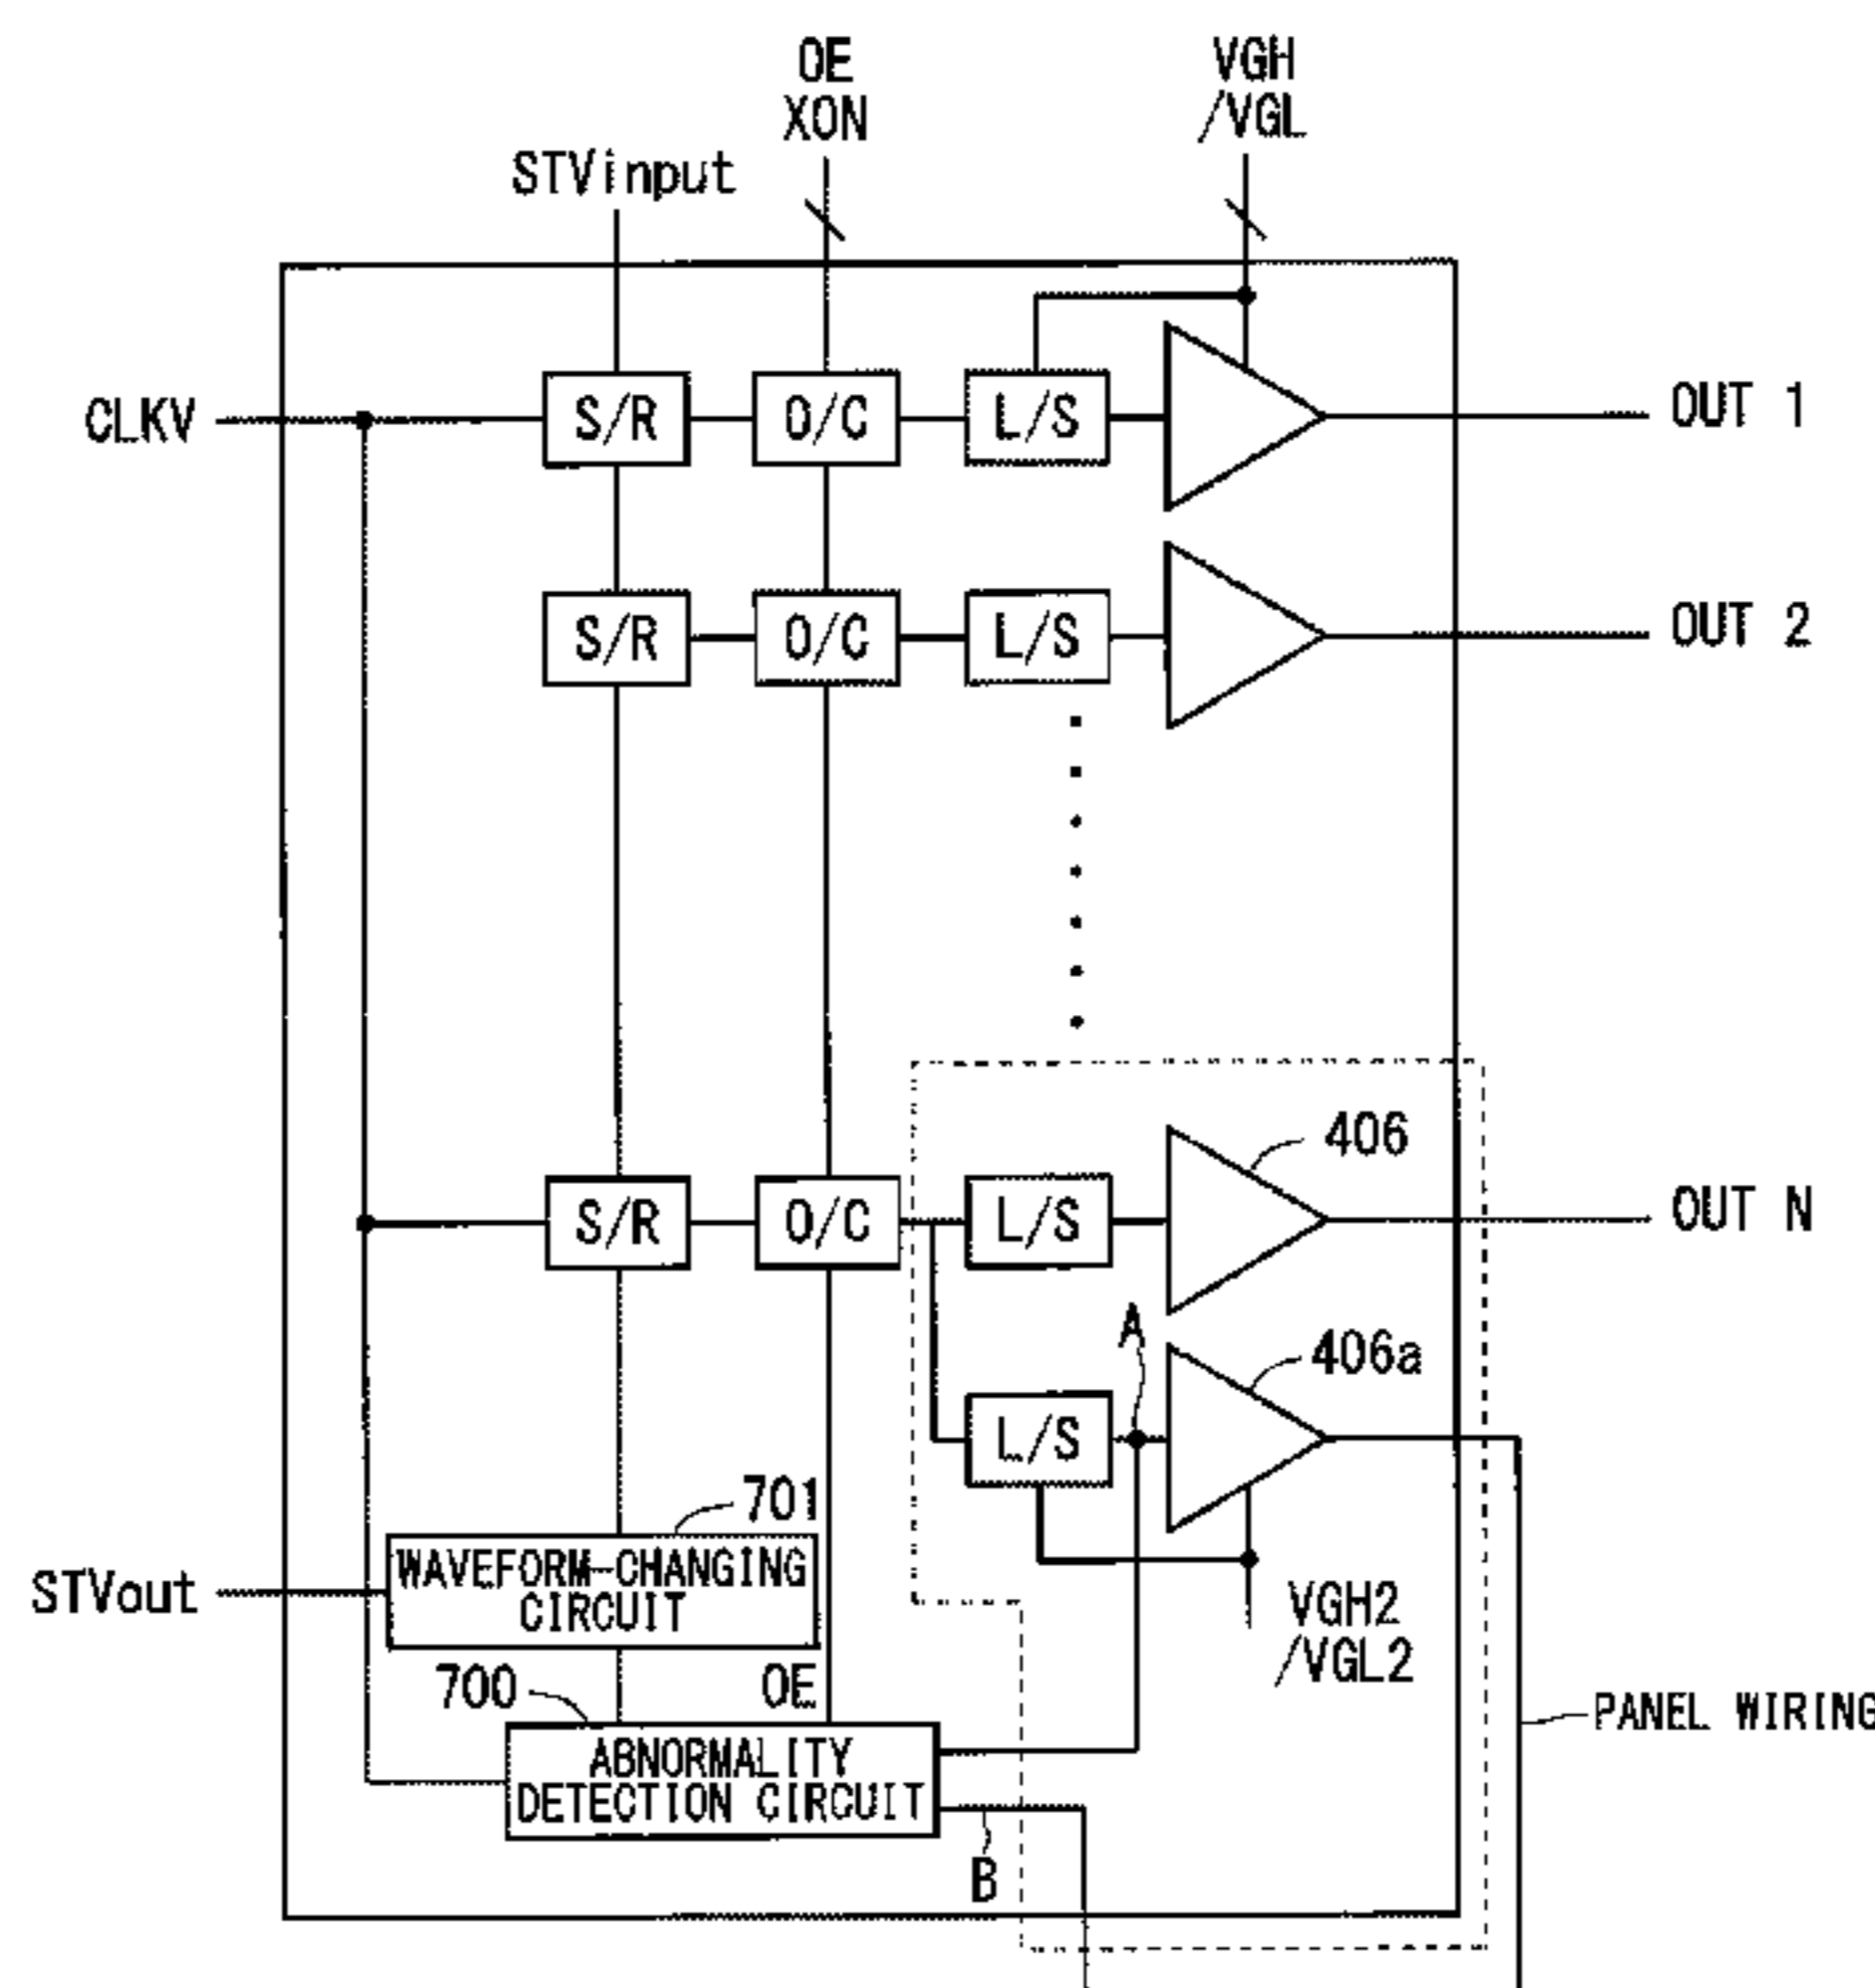 OE
XON
VGH
/VGL
STVinput
CLKV
S/R
O/C
L/S
OUT 1
S/R
O/C
L/S
OUT 2
406
S/R
O/C
L/S
OUT N
A
406a
L/S
701
WAVEFORM-CHANGING
CIRCUIT
STVout
VGH2
/VGL2
700
OE
PANEL WIRING
ABNORMALITY
DETECTION CIRCUIT
B